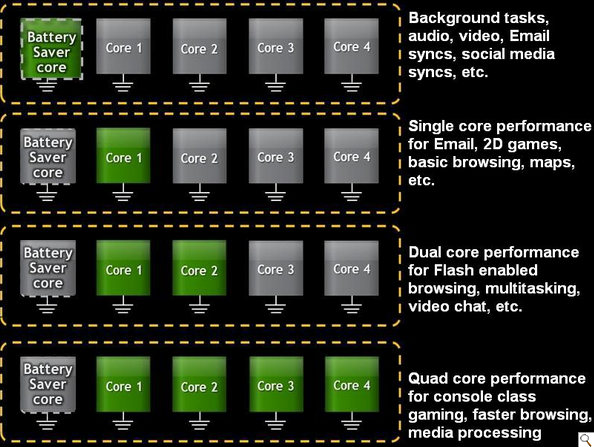 Battery
Saver
core
Core 1
Core 2
Core 3
Core 4
Background tasks,
audio, video, Email
syncs, social media
syncs, etc.
Battery
Saver
core
Core 1
Core 2
Core 3
Core 4
Single core performance
for Email, 2D games,
basic browsing, maps,
etc.
Battery
Saver
core
Core 1
Core 2
Core 3
Core 4
Dual core performance
for Flash enabled
browsing, multitasking,
video chat, etc.
Battery
Saver
core
Core 1
Core 2
Core 3
Core 4
Quad core performance
for console class
gaming, faster browsing,
media processing